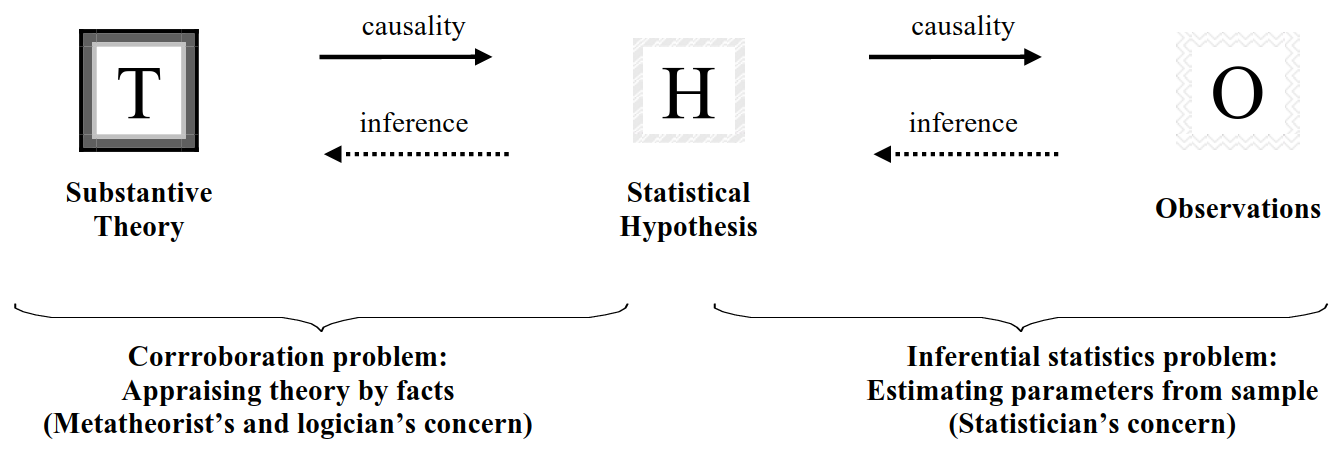 causality
causality
T
H
O
inference
inference
Substantive
Theory
Statistical
Hypothesis
Observations
Corrroboration problem:
Appraising theory by facts
(Metatheorist’s and logician’s concern)
Inferential statistics problem:
Estimating parameters from sample
(Statistician’s concern)